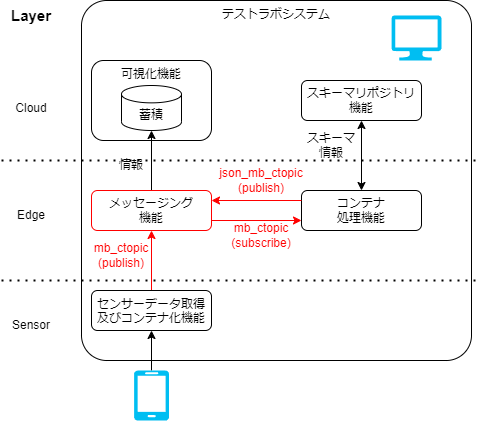 Layer
テストラボシステム
可視化機能
蓄積
スキーマリポジトリ
機能
Cloud
情報
スキーマ
情報
json_mb_ctopic
(publish)
Edge
メッセージング
機能
コンテナ
処理機能
mb_ctopic
(subscribe)
mb_ctopic
(publish)
Sensor
センサーデータ取得
及びコンテナ化機能